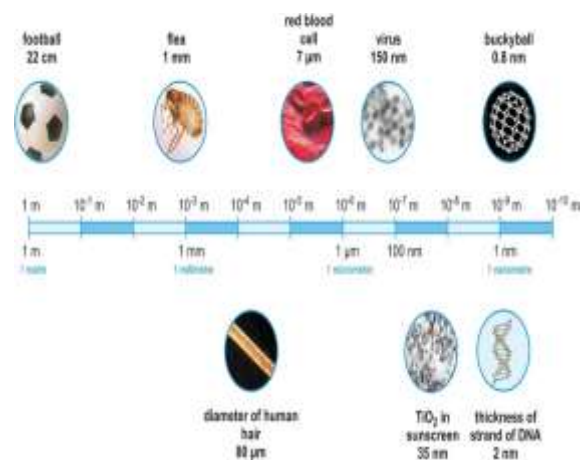 football
22 cm
flea
1 mm
red blood
cell
7 µm
virus
150 nm
buckyball
0.8 nm
1 m 10⁻¹ m 10⁻² m 10⁻³ m 10⁻⁴ m 10⁻⁵ m 10⁻⁶ m 10⁻⁷ m 10⁻⁸ m 10⁻⁹ m 10⁻¹⁰ m
1 m 1 mm 1 µm 100 nm 1 nm
1 metre 1 millimetre 1 micrometer 1 nanometer
diameter of human
hair
80 µm
TiO₂ in
sunscreen
35 nm
thickness of
strand of DNA
2 nm